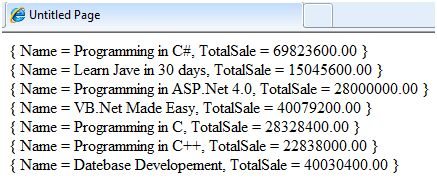 Untitled Page
{ Name = Programming in C#, TotalSale = 69823600.00 }
{ Name = Learn Jave in 30 days, TotalSale = 15045600.00 }
{ Name = Programming in ASP.Net 4.0, TotalSale = 28000000.00 }
{ Name = VB.Net Made Easy, TotalSale = 40079200.00 }
{ Name = Programming in C, TotalSale = 28328400.00 }
{ Name = Programming in C++, TotalSale = 22838000.00 }
{ Name = Datebase Developement, TotalSale = 40030400.00 }